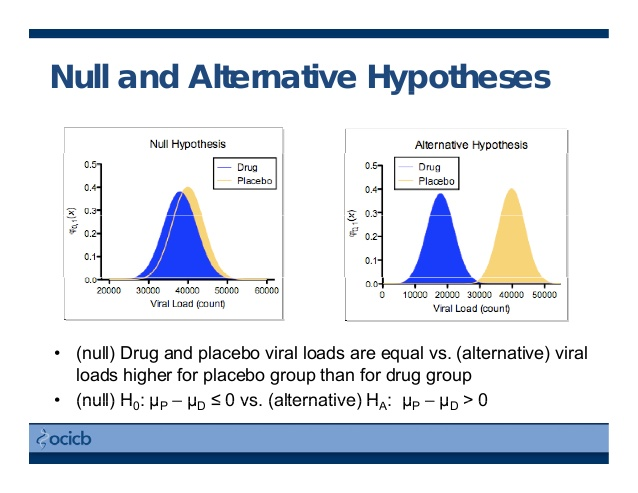 Null and Alternative Hypotheses
Null Hypothesis
Drug
Placebo
0.5
0.4
0.3
0.2
0.1
0.0
φ0,1(x)
20000 30000 40000 50000 60000
Viral Load (count)
Alternative Hypothesis
Drug
Placebo
0.5
0.4
0.3
0.2
0.1
0.0
φ0,1(x)
0 10000 20000 30000 40000 50000
Viral Load (count)
• (null) Drug and placebo viral loads are equal vs. (alternative) viral
loads higher for placebo group than for drug group
• (null) H0: μP – μD ≤ 0 vs. (alternative) HA: μP – μD > 0
ocicb